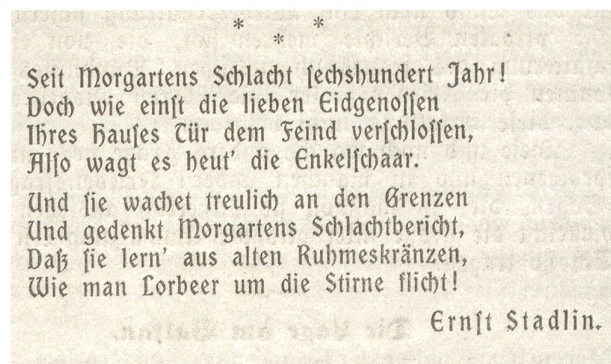 * * *
Seit Morgartens Schlacht sechshundert Jahr!
Doch wie einst die lieben Eidgenossen
Ihres Hauses Tür dem Feind verschlossen,
Also wagt es heut' die Enkelschaar.
Und sie wachet treulich an den Grenzen
Und gedenkt Morgartens Schlachtbericht,
Daß sie lern' aus alten Ruhmeskränzen,
Wie man Lorbeer um die Stirne flicht!
Ernst Stadlin.